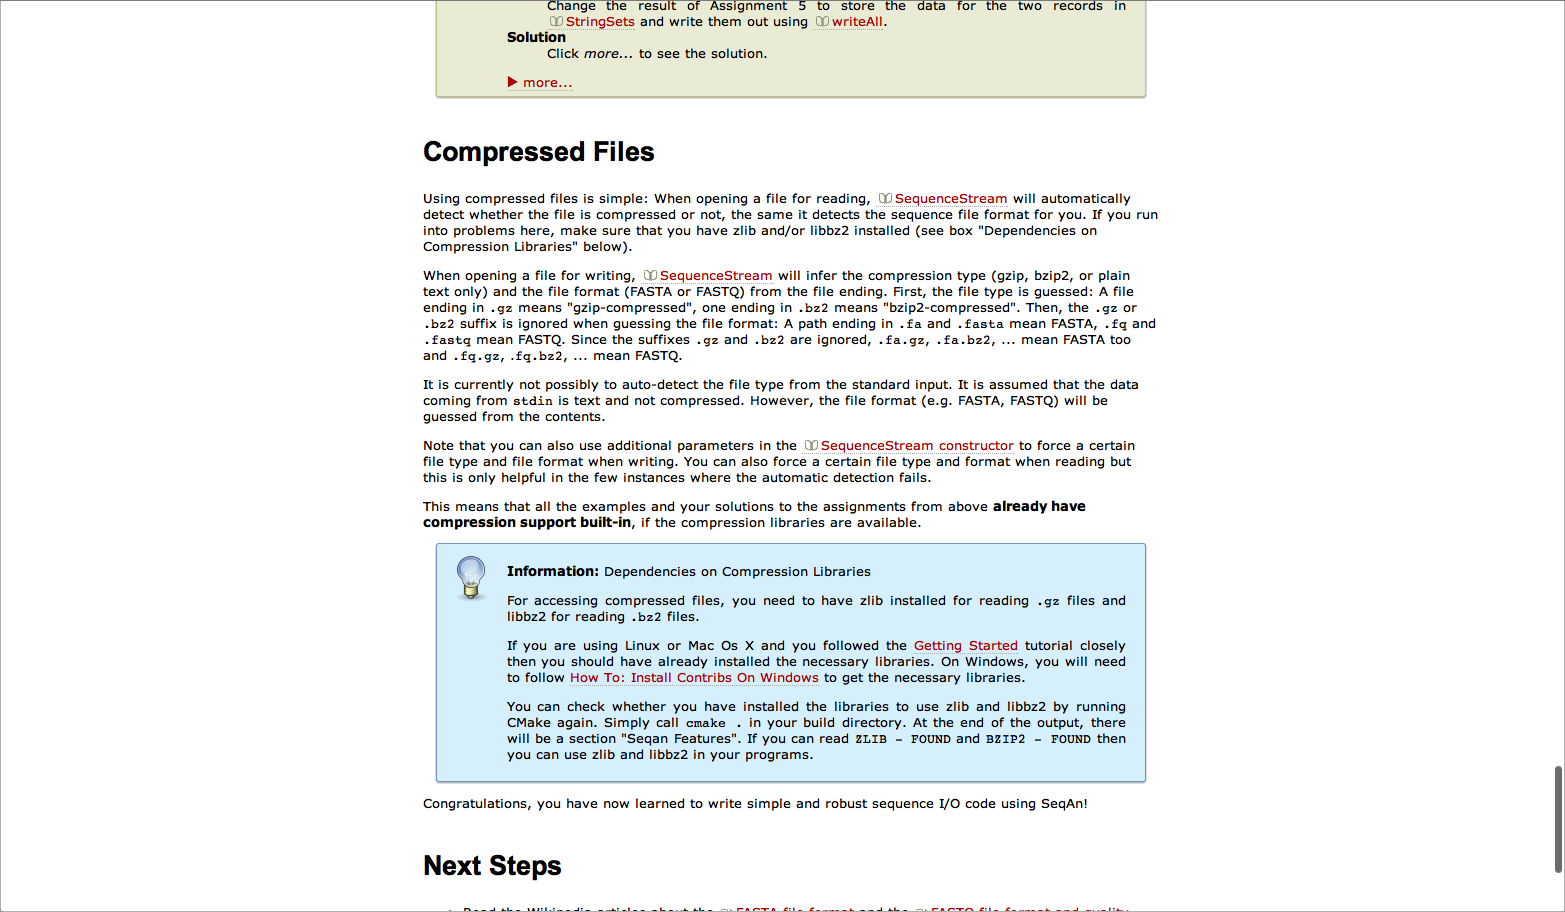 Change the result of Assignment 5 to store the data for the two records in
StringSets and write them out using writeAll.
Solution
Click more... to see the solution.
more...
Compressed Files
Using compressed files is simple: When opening a file for reading, SequenceStream will automatically
detect whether the file is compressed or not, the same it detects the sequence file format for you. If you run
into problems here, make sure that you have zlib and/or libbz2 installed (see box "Dependencies on
Compression Libraries" below).
When opening a file for writing, SequenceStream will infer the compression type (gzip, bzip2, or plain
text only) and the file format (FASTA or FASTQ) from the file ending. First, the file type is guessed: A file
ending in .gz means "gzip-compressed", one ending in .bz2 means "bzip2-compressed". Then, the .gz or
.bz2 suffix is ignored when guessing the file format: A path ending in .fa and .fasta mean FASTA, .fq and
.fastq mean FASTQ. Since the suffixes .gz and .bz2 are ignored, .fa.gz, .fa.bz2, ... mean FASTA too
and .fq.gz, .fq.bz2, ... mean FASTQ.
It is currently not possibly to auto-detect the file type from the standard input. It is assumed that the data
coming from stdin is text and not compressed. However, the file format (e.g. FASTA, FASTQ) will be
guessed from the contents.
Note that you can also use additional parameters in the SequenceStream constructor to force a certain
file type and file format when writing. You can also force a certain file type and format when reading but
this is only helpful in the few instances where the automatic detection fails.
This means that all the examples and your solutions to the assignments from above already have
compression support built-in, if the compression libraries are available.
Information: Dependencies on Compression Libraries
For accessing compressed files, you need to have zlib installed for reading .gz files and
libbz2 for reading .bz2 files.
If you are using Linux or Mac Os X and you followed the Getting Started tutorial closely
then you should have already installed the necessary libraries. On Windows, you will need
to follow How To: Install Contribs On Windows to get the necessary libraries.
You can check whether you have installed the libraries to use zlib and libbz2 by running
CMake again. Simply call cmake . in your build directory. At the end of the output, there
will be a section "Seqan Features". If you can read ZLIB - FOUND and BZIP2 - FOUND then
you can use zlib and libbz2 in your programs.
Congratulations, you have now learned to write simple and robust sequence I/O code using SeqAn!
Next Steps
Read the Wikipedia articles about the FASTA file format and the FASTQ file format and quality